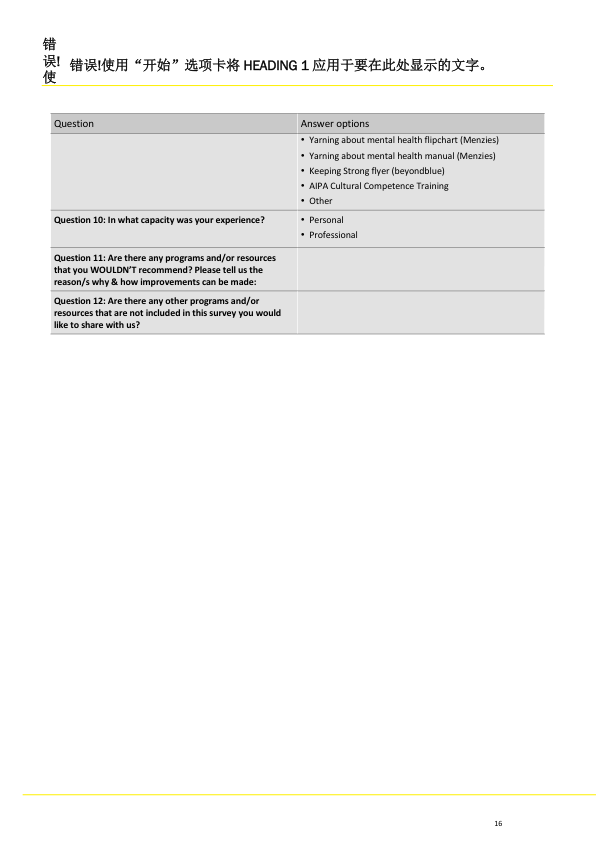 错
误!
使
错误!使用“开始”选项卡将 HEADING 1 应用于要在此处显示的文字。
Question
Answer options
• Yarning about mental health flipchart (Menzies)
• Yarning about mental health manual (Menzies)
• Keeping Strong flyer (beyondblue)
• AIPA Cultural Competence Training
• Other
Question 10: In what capacity was your experience?
• Personal
• Professional
Question 11: Are there any programs and/or resources
that you WOULDN’T recommend? Please tell us the
reason/s why & how improvements can be made:
Question 12: Are there any other programs and/or
resources that are not included in this survey you would
like to share with us?
16